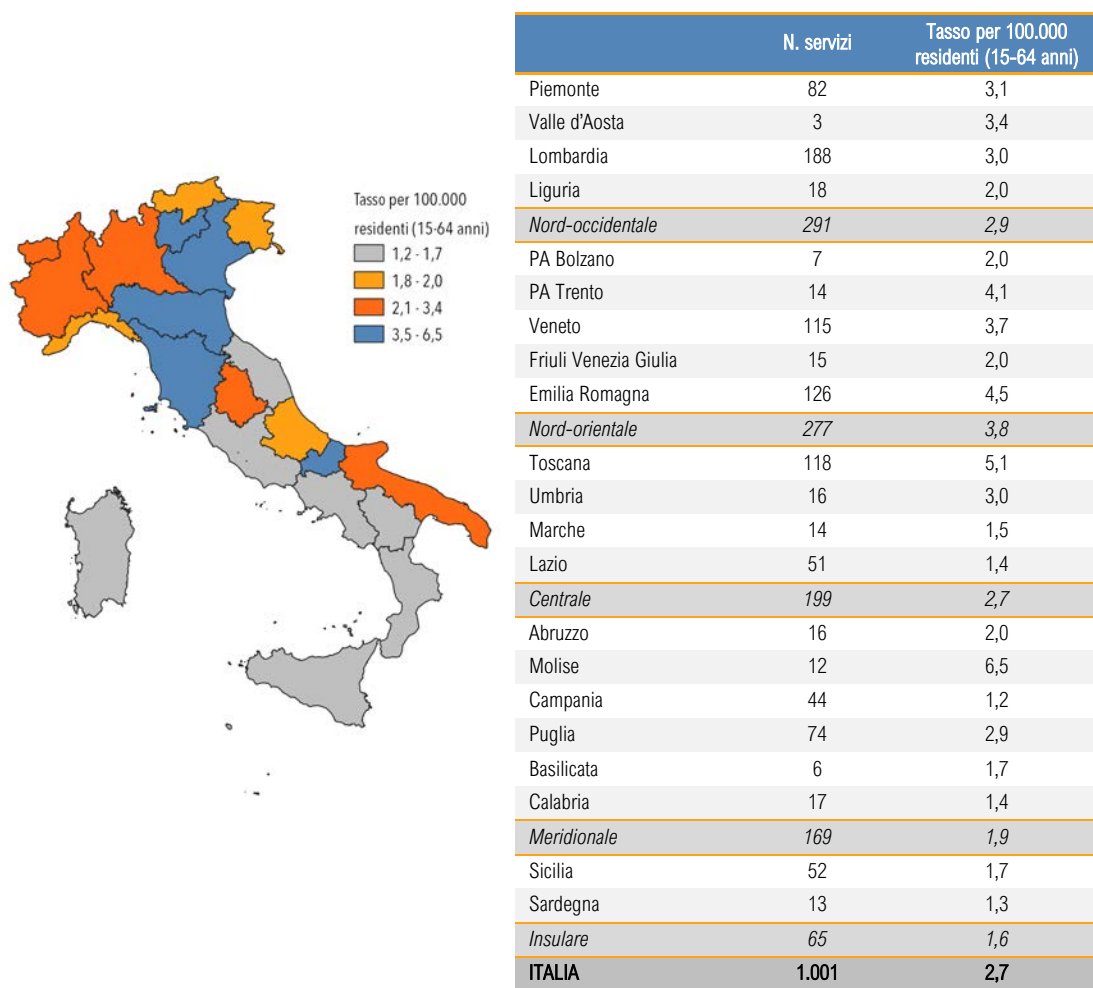 Tasso per 100.000
residenti (15-64 anni)
1,2 - 1,7
1,8 - 2,0
2,1 - 3,4
3,5 - 6,5
N. servizi Tasso per 100.000 residenti (15-64 anni)
Piemonte 82 3,1
Valle d'Aosta 3 3,4
Lombardia 188 3,0
Liguria 18 2,0
Nord-occidentale 291 2,9
PA Bolzano 7 2,0
PA Trento 14 4,1
Veneto 115 3,7
Friuli Venezia Giulia 15 2,0
Emilia Romagna 126 4,5
Nord-orientale 277 3,8
Toscana 118 5,1
Umbria 16 3,0
Marche 14 1,5
Lazio 51 1,4
Centrale 199 2,7
Abruzzo 16 2,0
Molise 12 6,5
Campania 44 1,2
Puglia 74 2,9
Basilicata 6 1,7
Calabria 17 1,4
Meridionale 169 1,9
Sicilia 52 1,7
Sardegna 13 1,3
Insulare 65 1,6
ITALIA 1.001 2,7